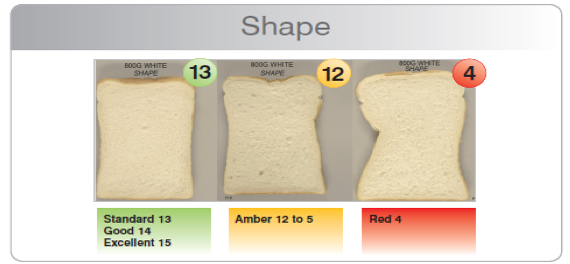 Shape
800G WHITE
SHAPE
13
800G WHITE
SHAPE
12
800G WHITE
SHAPE
4
Standard 13
Good 14
Excellent 15
Amber 12 to 5
Red 4